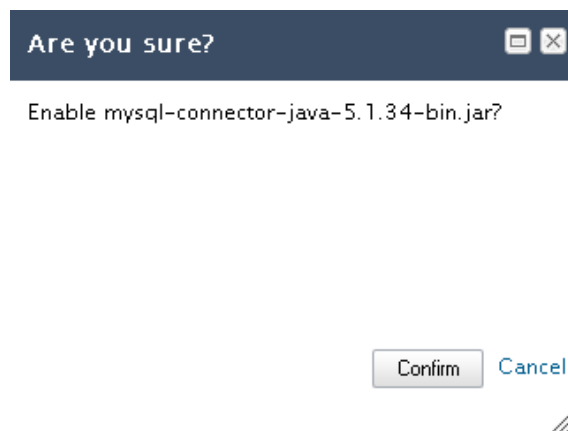 Are you sure?
Enable mysql-connector-java-5.1.34-bin.jar?
Confirm Cancel